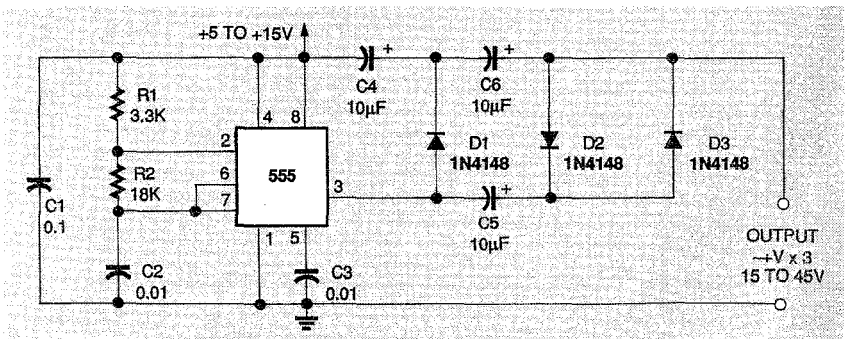 +5 TO +15V
C4
10µF
C6
10µF
R1
3.3K
4 8
2
D1
1N4148
D2
1N4148
D3
1N4148
R2
18K
6
555
7
3
C1
0.1
C5
10µF
1 5
OUTPUT
→+V x 3
15 TO 45V
C2
0.01
C3
0.01